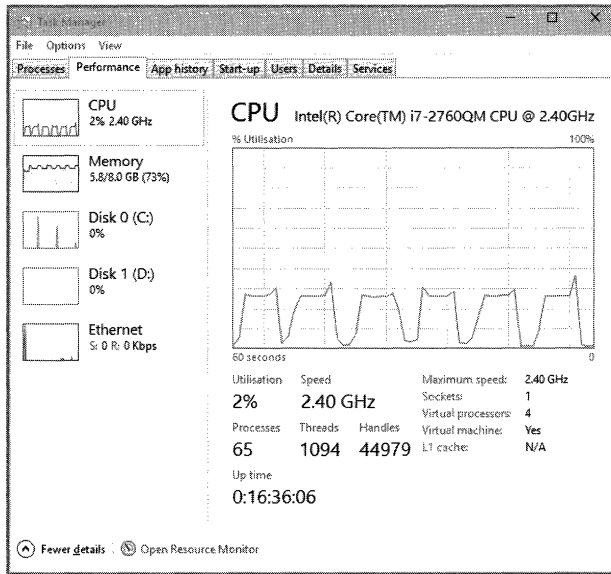 Task Manager
File Options View
Processes Performance App history Start-up Users Details Services
CPU
2% 2.40 GHz
Memory
5.8/8.0 GB (73%)
Disk 0 (C:)
0%
Disk 1 (D:)
0%
Ethernet
S: 0 R: 0 Kbps
CPU Intel(R) Core(TM) i7-2760QM CPU @ 2.40GHz
% Utilisation 100%
60 seconds 0
Utilisation Speed
2% 2.40 GHz
Processes Threads Handles
65 1094 44979
Up time
0:16:36:06
Maximum speed: 2.40 GHz
Sockets: 1
Virtual processors: 4
Virtual machine: Yes
L1 cache: N/A
Fewer details Open Resource Monitor